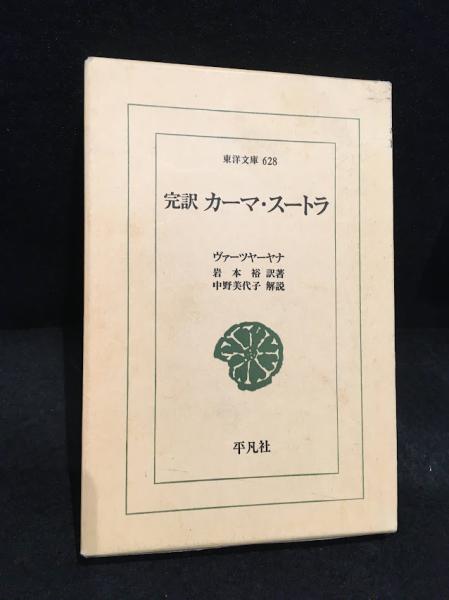 東洋文庫 628
完訳 カーマ・スートラ
ヴァーツヤーヤナ
岩本 裕 訳著
中野美代子 解説
平凡社